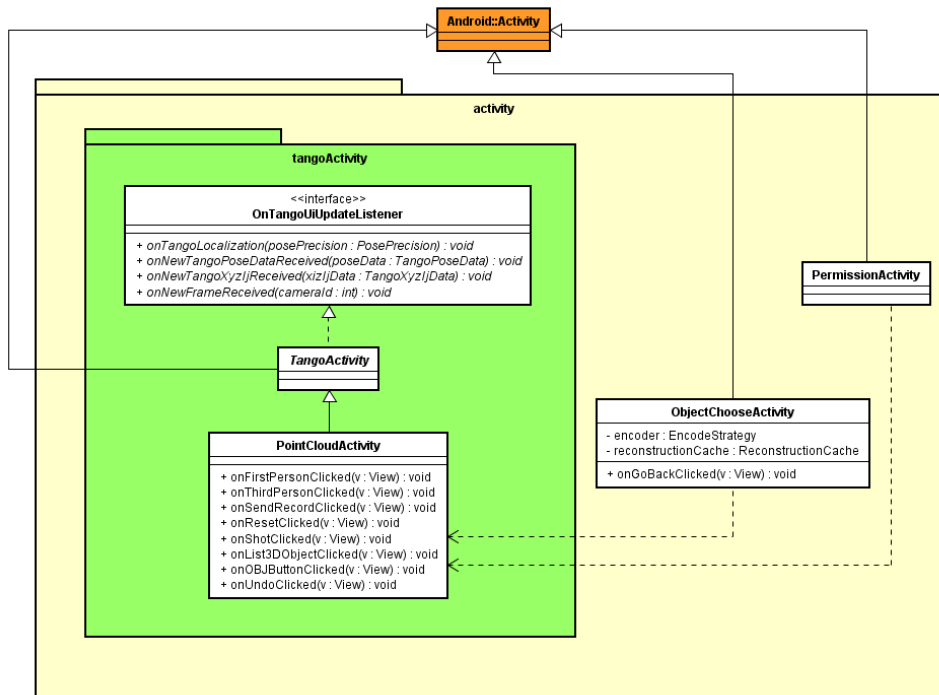 Android::Activity
activity
tangoActivity
<<interface>>
OnTangoUiUpdateListener
+ onTangoLocalization(posePrecision : PosePrecision) : void
+ onNewTangoPoseDataReceived(poseData : TangoPoseData) : void
+ onNewTangoXyzIjReceived(xizIjData : TangoXyzIjData) : void
+ onNewFrameReceived(cameraId : int) : void
PermissionActivity
TangoActivity
ObjectChooseActivity
- encoder : EncodeStrategy
- reconstructionCache : ReconstructionCache
+ onGoBackClicked(v : View) : void
PointCloudActivity
+ onFirstPersonClicked(v : View) : void
+ onThirdPersonClicked(v : View) : void
+ onSendRecordClicked(v : View) : void
+ onResetClicked(v : View) : void
+ onShotClicked(v : View) : void
+ onList3DObjectClicked(v : View) : void
+ onOBJButtonClicked(v : View) : void
+ onUndoClicked(v : View) : void